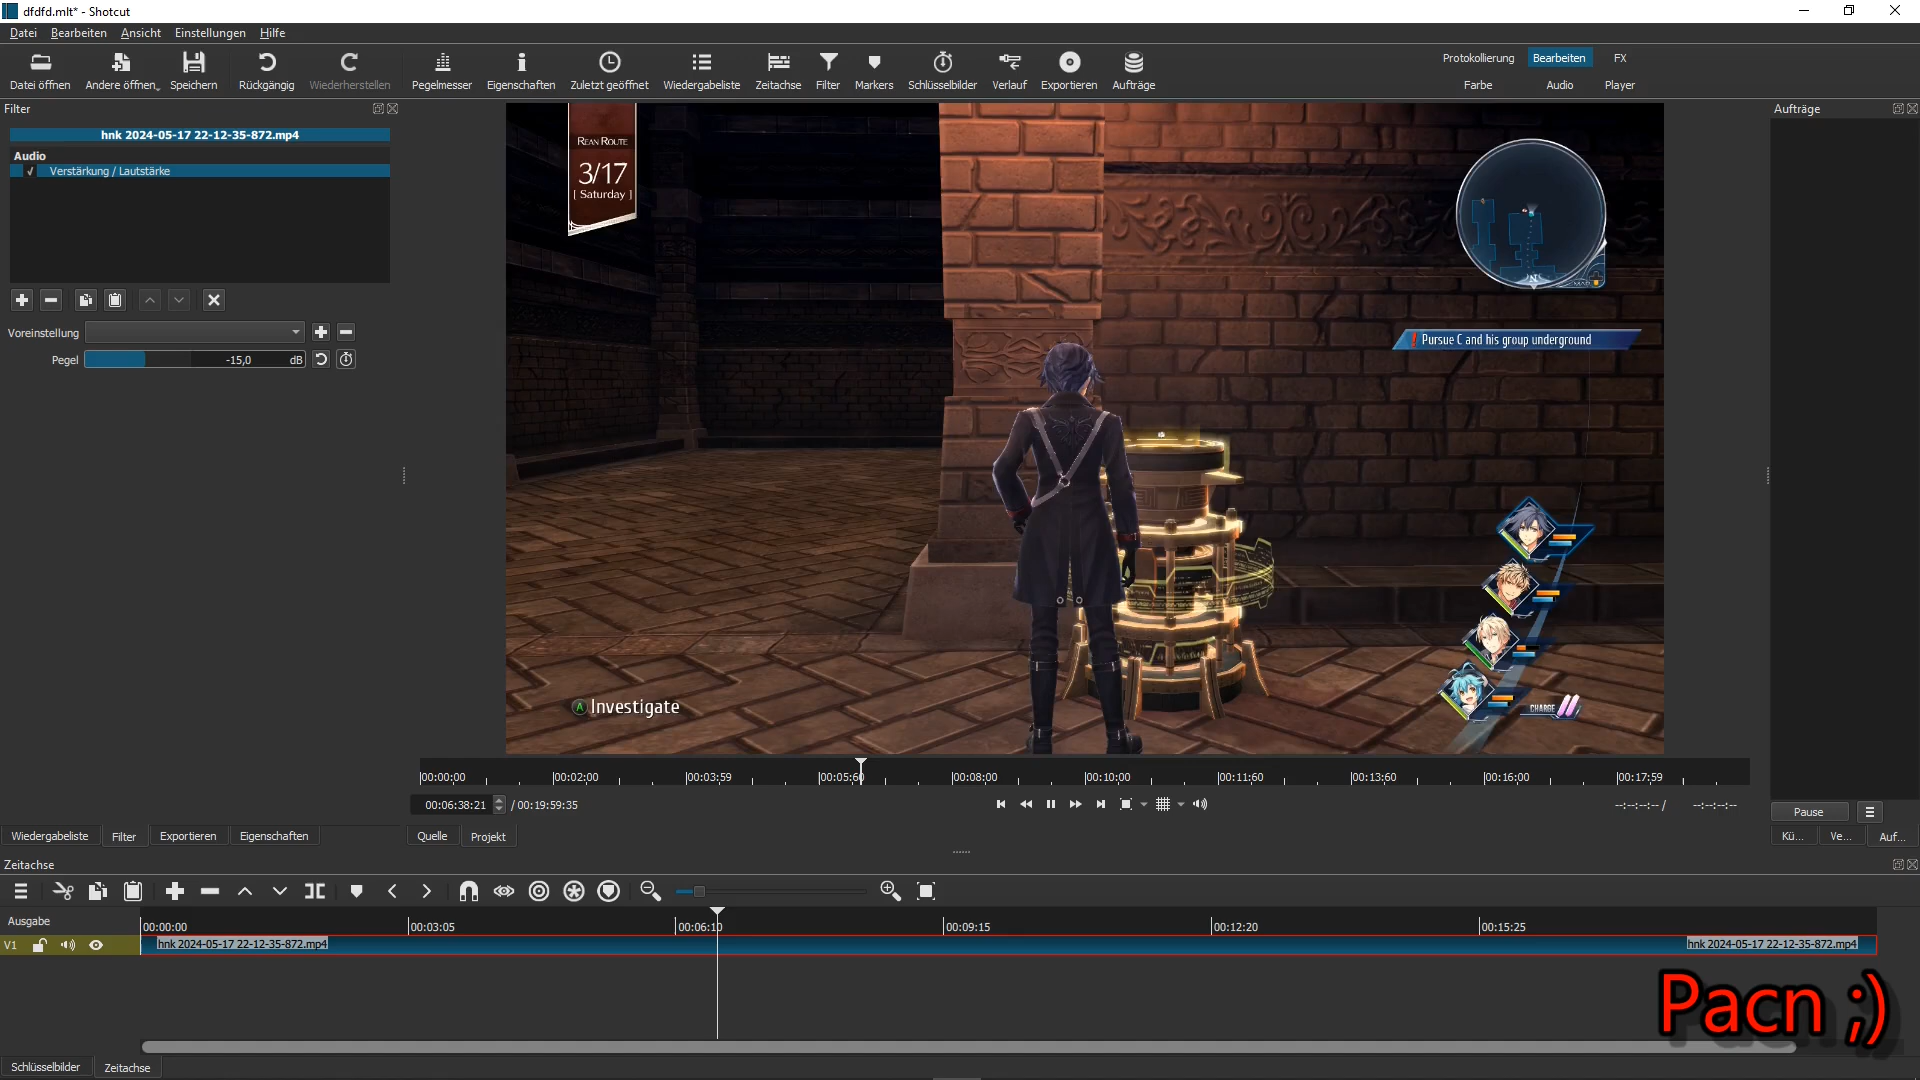 dfdfd.mlt* - Shotcut
Datei Bearbeiten Ansicht Einstellungen Hilfe
Datei öffnen Andere öffnen Speichern Rückgängig Wiederherstellen Pegelmesser Eigenschaften Zuletzt geöffnet Wiedergabeliste Zeitachse Filter Markers Schlüsselbilder Verlauf Exportieren Aufträge
Protokollierung Bearbeiten FX
Farbe Audio Player
Filter
hnk 2024-05-17 22-12-35-872.mp4
Audio
✓ Verstärkung / Lautstärke
Voreinstellung
Pegel -15,0 dB
REAN ROUTE
3/17
[ Saturday ]
N
MAP
! Pursue C and his group underground
CHARGE
A Investigate
Aufträge
00:00:00 00:02:00 00:03:59 00:05:60 00:08:00 00:10:00 00:11:60 00:13:60 00:16:00 00:17:59
00:06:38:21 / 00:19:59:35
--:--:--:-- / --:--:--:--
Pause
Wiedergabeliste Filter Exportieren Eigenschaften
Quelle Projekt
Kü... Ve... Auf...
Zeitachse
Ausgabe
00:00:00 00:03:05 00:06:10 00:09:15 00:12:20 00:15:25
V1 hnk 2024-05-17 22-12-35-872.mp4 hnk 2024-05-17 22-12-35-872.mp4
Pacn ;)
Schlüsselbilder Zeitachse